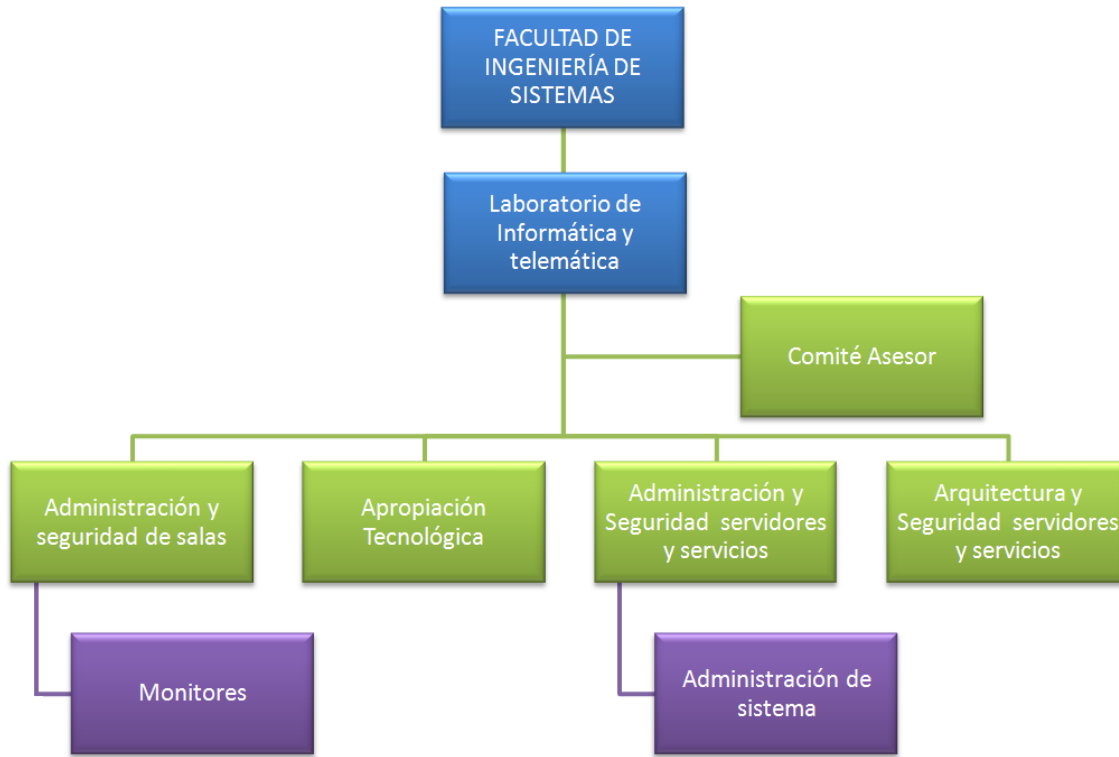 FACULTAD DE
INGENIERÍA DE
SISTEMAS
Laboratorio de
Informática y
telemática
Comité Asesor
Administración y
seguridad de salas
Apropiación
Tecnológica
Administración y
Seguridad servidores
y servicios
Arquitectura y
Seguridad servidores
y servicios
Monitores
Administración de
sistema